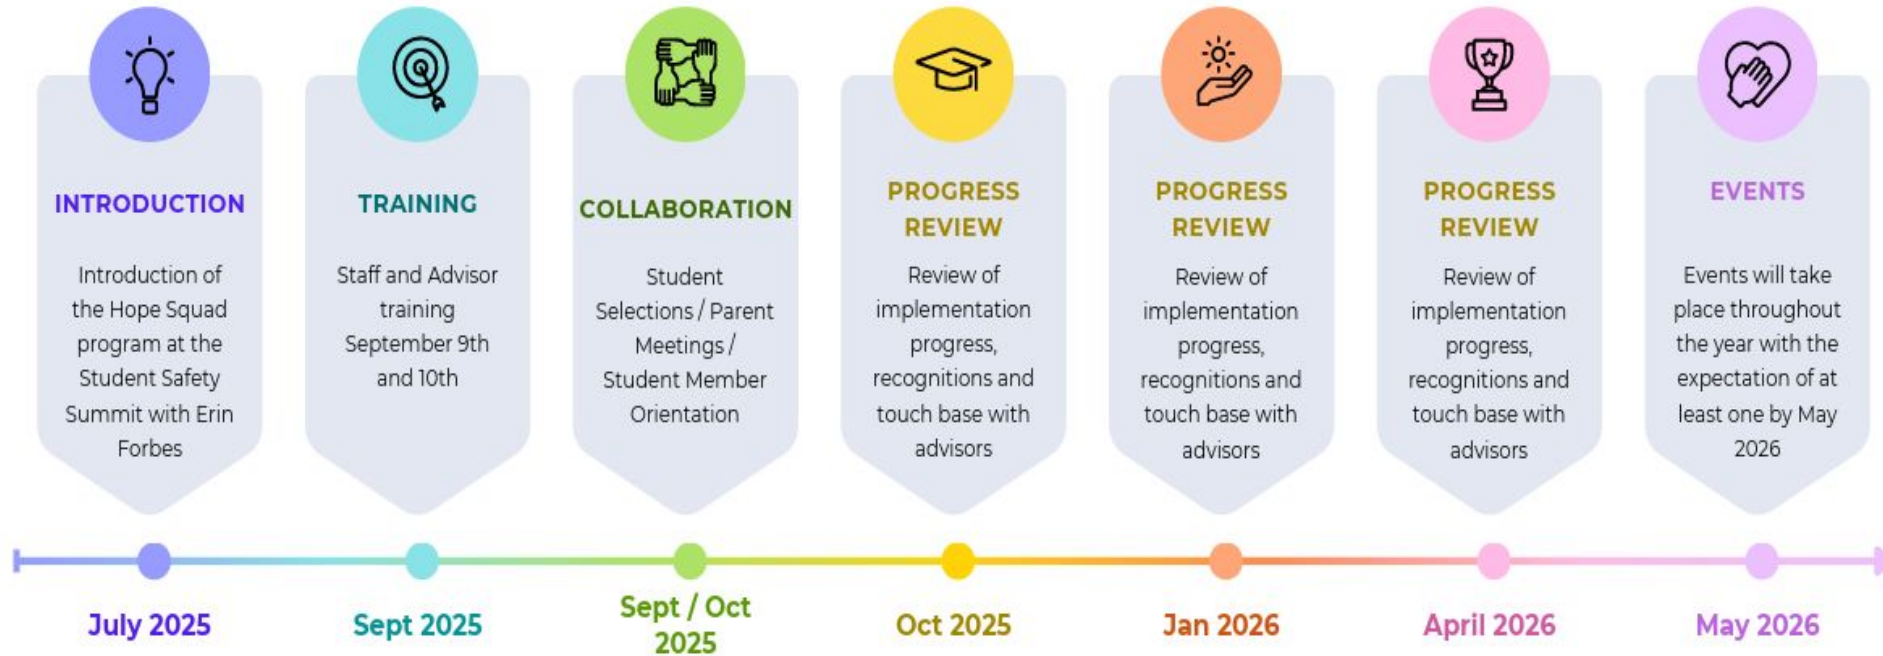 INTRODUCTION
Introduction of
the Hope Squad
program at the
Student Safety
Summit with Erin
Forbes
July 2025
TRAINING
Staff and Advisor
training
September 9th
and 10th
Sept 2025
COLLABORATION
Student
Selections / Parent
Meetings /
Student Member
Orientation
Sept / Oct
2025
PROGRESS
REVIEW
Review of
implementation
progress,
recognitions and
touch base with
advisors
Oct 2025
PROGRESS
REVIEW
Review of
implementation
progress,
recognitions and
touch base with
advisors
Jan 2026
PROGRESS
REVIEW
Review of
implementation
progress,
recognitions and
touch base with
advisors
April 2026
EVENTS
Events will take
place throughout
the year with the
expectation of at
least one by May
2026
May 2026